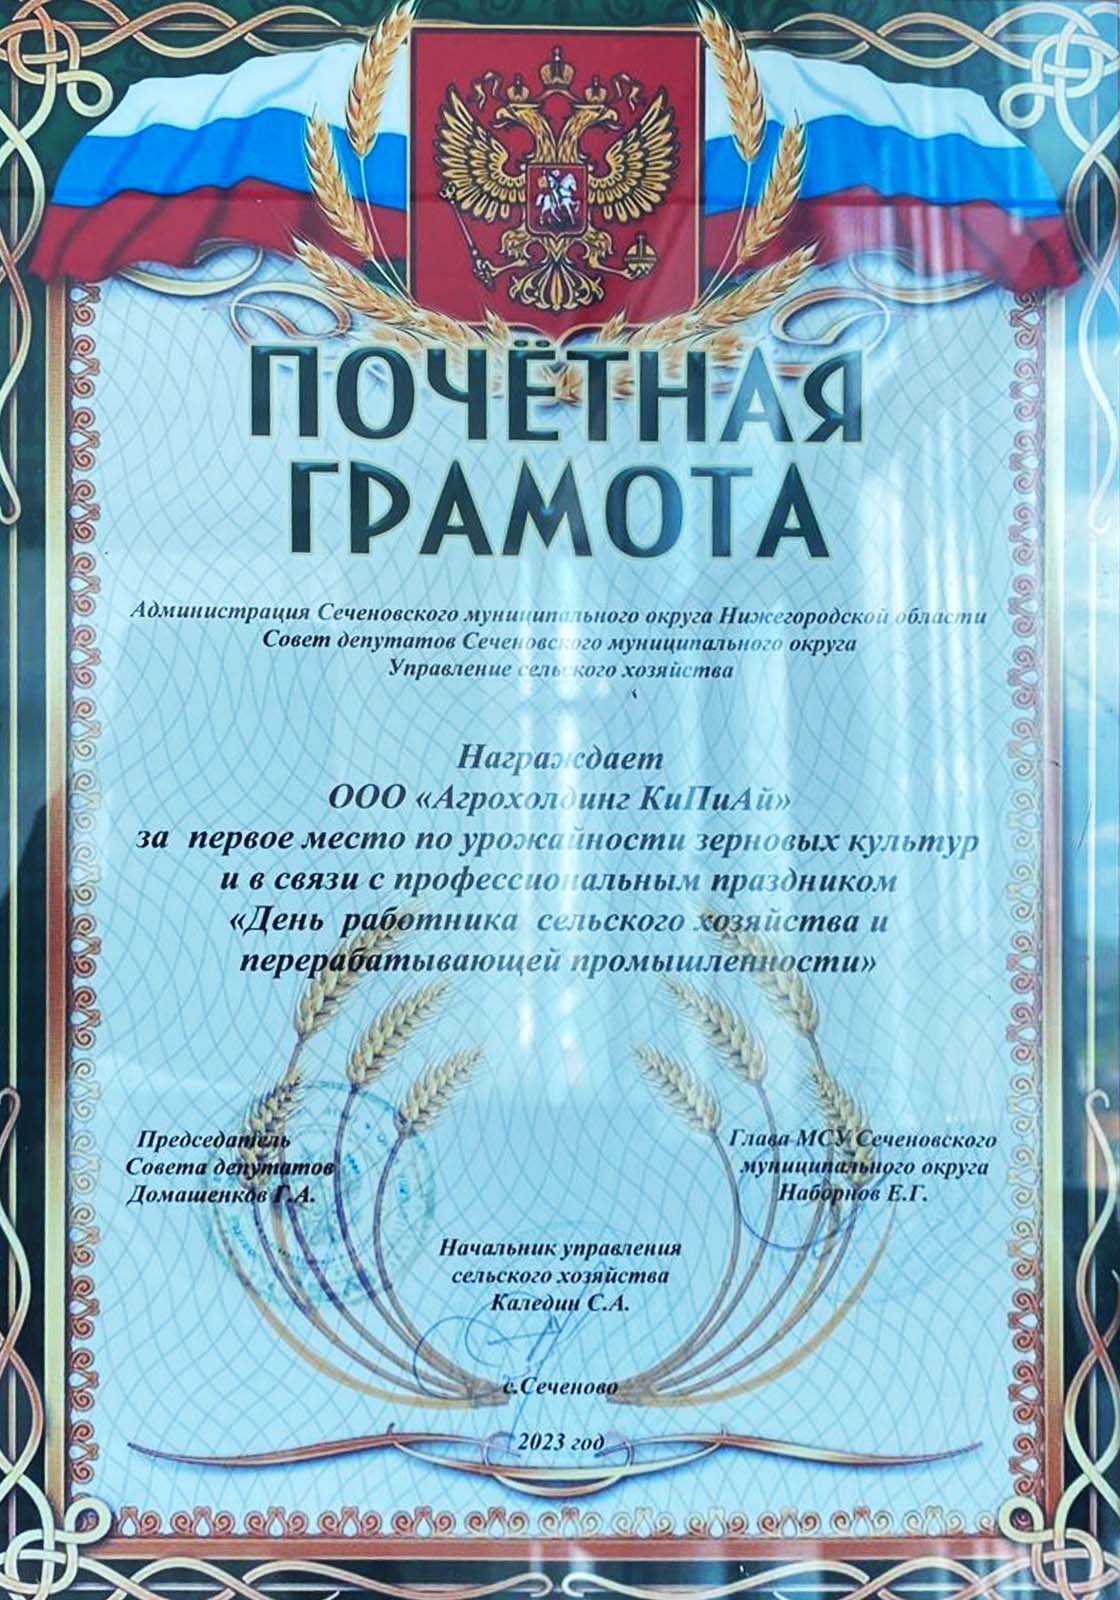 ПОЧЁТНАЯ
ГРАМОТА
Администрация Сеченовского муниципального округа Нижегородской области
Совет депутатов Сеченовского муниципального округа
Управление сельского хозяйства
Награждает
ООО «Агрохолдинг КиПиАй»
за первое место по урожайности зерновых культур
и в связи с профессиональным праздником
«День работника сельского хозяйства и
перерабатывающей промышленности»
Председатель
Совета депутатов
Домашенков Г.А.
Глава МСУ Сеченовского
муниципального округа
Наборнов Е.Г.
Начальник управления
сельского хозяйства
Каледин С.А.
с.Сеченово
2023 год